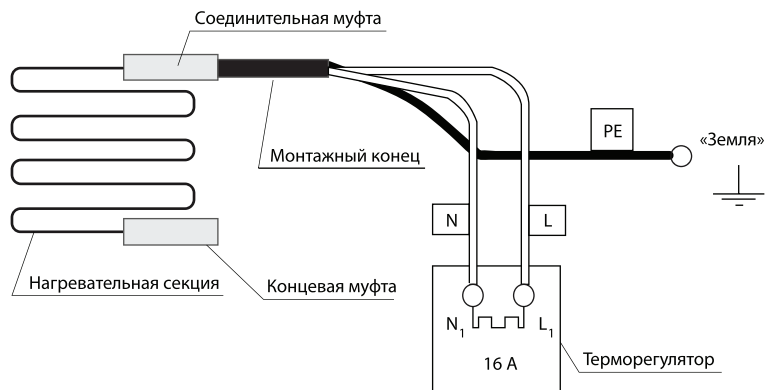 Соединительная муфта
PE
«Земля»
Монтажный конец
N
L
Нагревательная секция
Концевая муфта
N1
L1
16 А
Терморегулятор